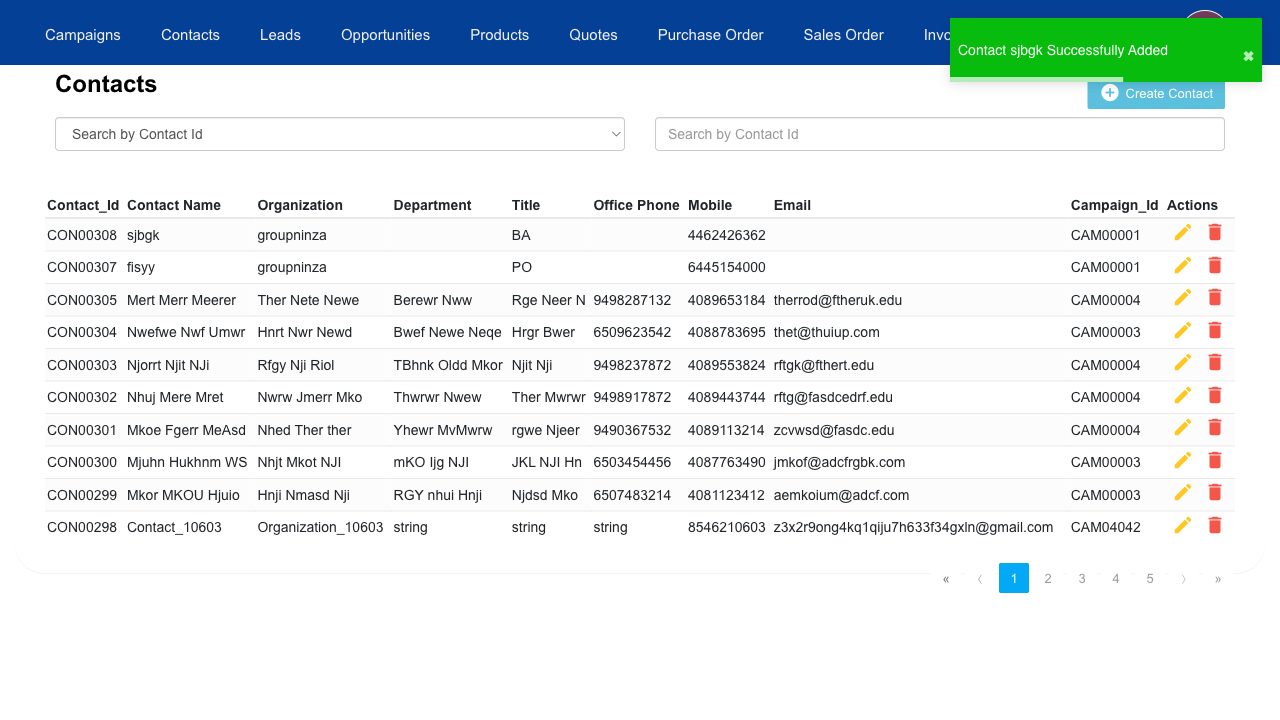 Campaigns Contacts Leads Opportunities Products Quotes Purchase Order Sales Order
Contact sjbgk Successfully Added ✖
Contacts
Create Contact
Search by Contact Id Search by Contact Id
Contact_Id Contact Name Organization Department Title Office Phone Mobile Email Campaign_Id Actions
CON00308 sjbgk groupninza BA 4462426362 CAM00001
CON00307 fisyy groupninza PO 6445154000 CAM00001
CON00305 Mert Merr Meerer Ther Nete Newe Berewr Nww Rge Neer N 9498287132 4089653184 therrod@ftheruk.edu CAM00004
CON00304 Nwefwe Nwf Umwr Hnrt Nwr Newd Bwef Newe Neqe Hrgr Bwer 6509623542 4088783695 thet@thuiup.com CAM00003
CON00303 Njorrt Njit NJi Rfgy Nji Riol TBhnk Oldd Mkor Njit Nji 9498237872 4089553824 rftgk@fthert.edu CAM00004
CON00302 Nhuj Mere Mret Nwrw Jmerr Mko Thwrwr Nwew Ther Mwrwr 9498917872 4089443744 rftg@fasdcedrf.edu CAM00004
CON00301 Mkoe Fgerr MeAsd Nhed Ther ther Yhewr MvMwrw rgwe Njeer 9490367532 4089113214 zcvwsd@fasdc.edu CAM00004
CON00300 Mjuhn Hukhnm WS Nhjt Mkot NJI mKO Ijg NJI JKL NJI Hn 6503454456 4087763490 jmkof@adcfrgbk.com CAM00003
CON00299 Mkor MKOU Hjuio Hnji Nmasd Nji RGY nhui Hnji Njdsd Mko 6507483214 4081123412 aemkoium@adcf.com CAM00003
CON00298 Contact_10603 Organization_10603 string string string 8546210603 z3x2r9ong4kq1qiju7h633f34gxln@gmail.com CAM04042
« ⟨ 1 2 3 4 5 ⟩ »